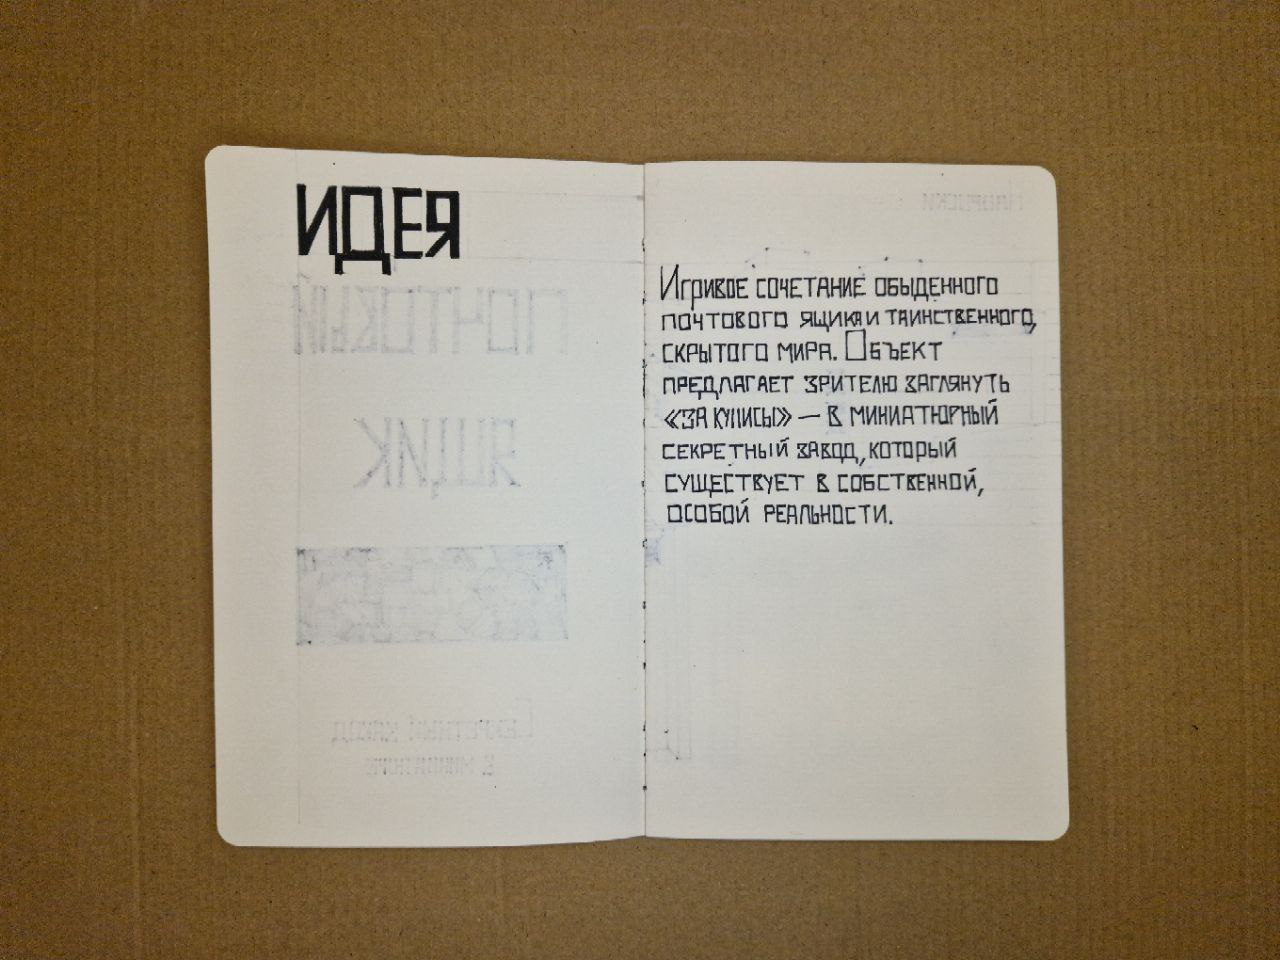 ИДЕЯ
Игривое сочетание обыденного
почтового ящика и таинственного,
скрытого мира. Объект
предлагает зрителю заглянуть
«за кулисы» — в миниатюрный
секретный завод, который
существует в собственной,
особой реальности.